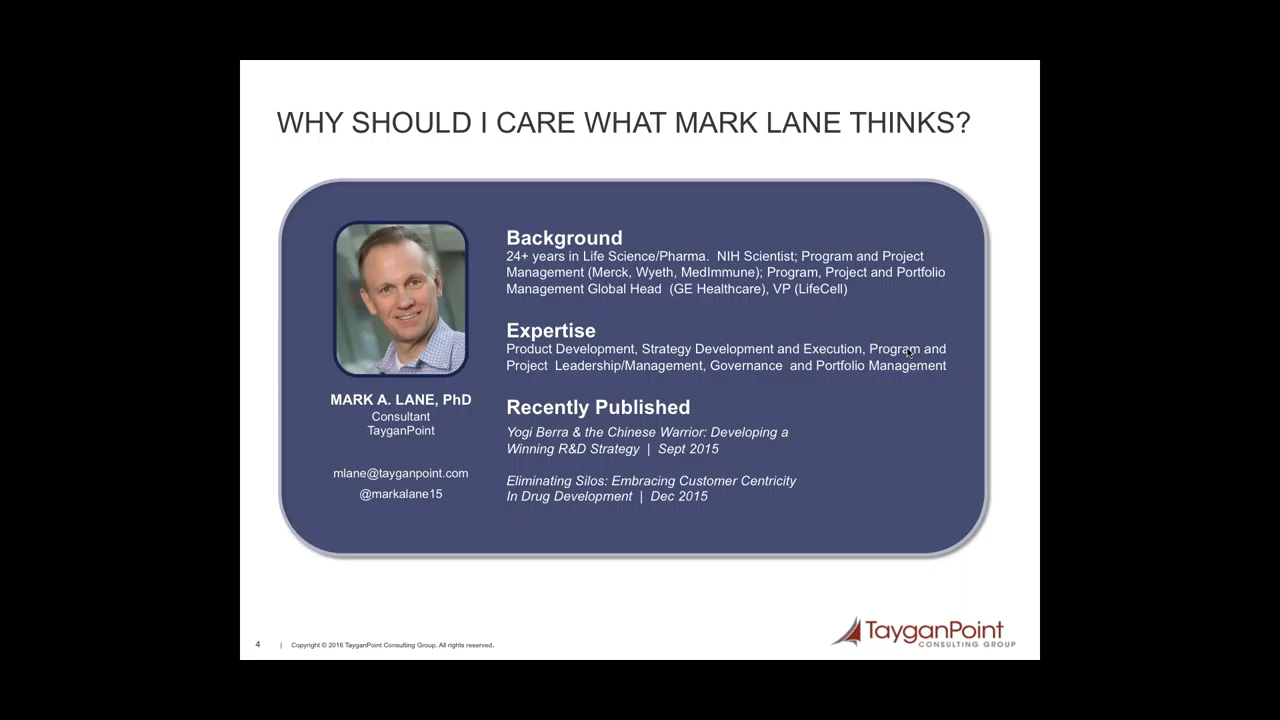 WHY SHOULD I CARE WHAT MARK LANE THINKS?
MARK A. LANE, PhD
Consultant
TayganPoint
mlane@tayganpoint.com
@markalane15
Background
24+ years in Life Science/Pharma. NIH Scientist; Program and Project
Management (Merck, Wyeth, MedImmune); Program, Project and Portfolio
Management Global Head (GE Healthcare), VP (LifeCell)
Expertise
Product Development, Strategy Development and Execution, Program and
Project Leadership/Management, Governance and Portfolio Management
Recently Published
Yogi Berra & the Chinese Warrior: Developing a
Winning R&D Strategy | Sept 2015
Eliminating Silos: Embracing Customer Centricity
In Drug Development | Dec 2015
4 | Copyright © 2016 TayganPoint Consulting Group, All rights reserved.
TayganPoint
CONSULTING GROUP